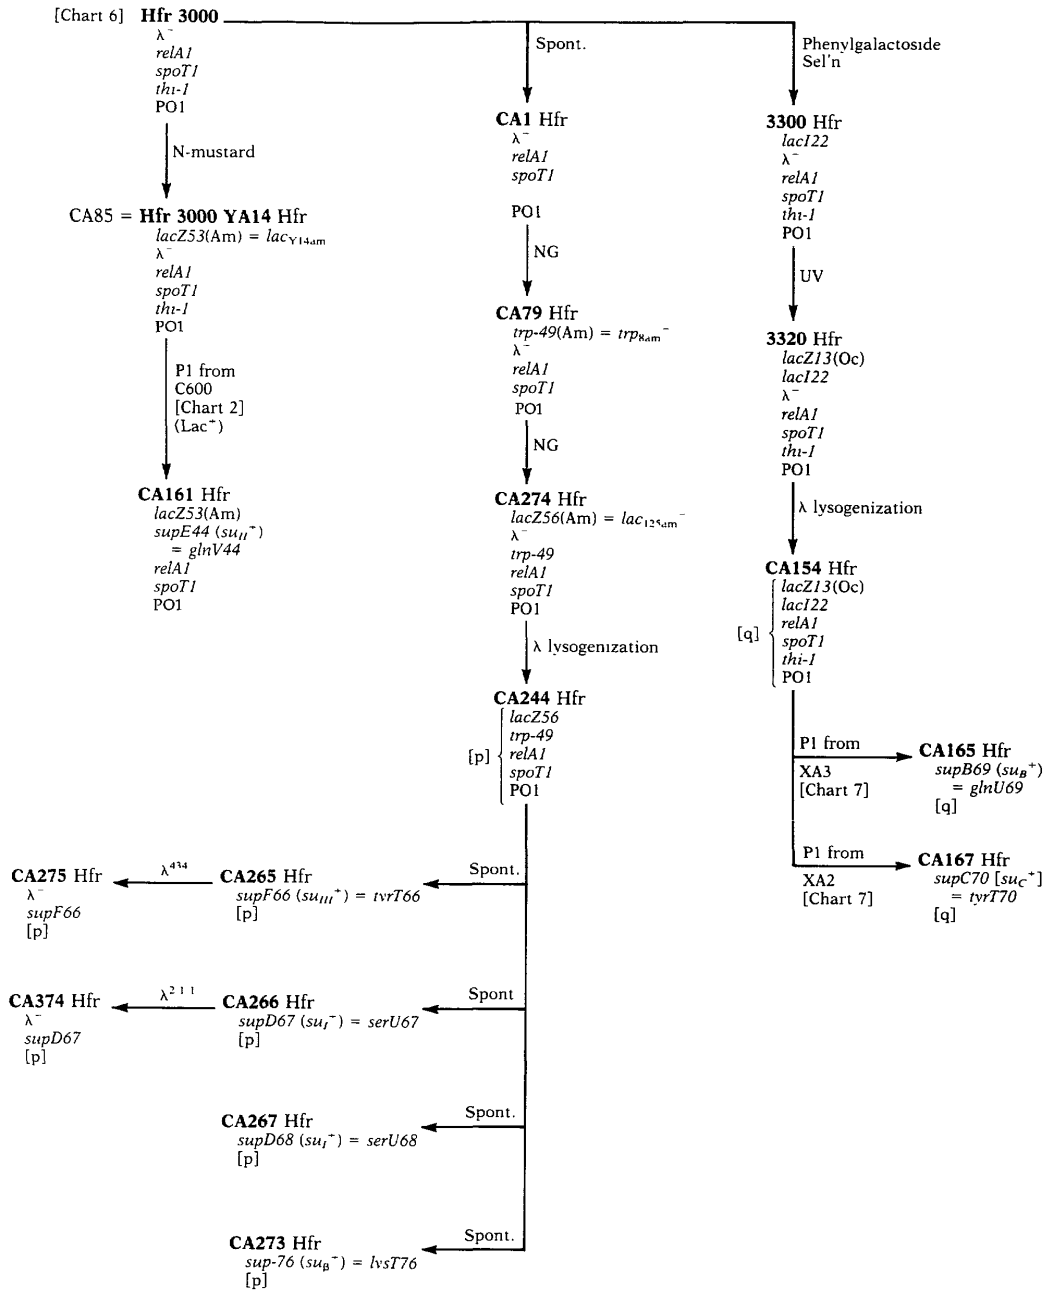 [Chart 6] Hfr 3000
λ⁻
relA1
spoT1
thi-1
PO1
N-mustard
CA85 = Hfr 3000 YA14 Hfr
lacZ53(Am) = lac Y14am
λ⁻
relA1
spoT1
thi-1
PO1
P1 from
C600
[Chart 2]
(Lac⁺)
CA161 Hfr
lacZ53(Am)
supE44 (suII⁺)
= glnV44
relA1
spoT1
PO1
Spont.
CA1 Hfr
λ⁻
relA1
spoT1
PO1
NG
CA79 Hfr
trp-49(Am) = trp8am⁻
λ⁻
relA1
spoT1
PO1
NG
CA274 Hfr
lacZ56(Am) = lac125am⁻
λ⁻
trp-49
relA1
spoT1
PO1
λ lysogenization
CA244 Hfr
lacZ56
trp-49
[p] relA1
spoT1
PO1
Phenylgalactoside
Sel'n
3300 Hfr
lacI22
λ⁻
relA1
spoT1
thi-1
PO1
UV
3320 Hfr
lacZ13(Oc)
lacI22
λ⁻
relA1
spoT1
thi-1
PO1
λ lysogenization
CA154 Hfr
lacZ13(Oc)
lacI22
relA1
[q] spoT1
thi-1
PO1
P1 from
XA3
[Chart 7]
CA165 Hfr
supB69 (suB⁺)
= glnU69
[q]
P1 from
XA2
[Chart 7]
CA167 Hfr
supC70 [suC⁺]
= tyrT70
[q]
Spont.
CA265 Hfr
supF66 (suIII⁺) = tyrT66
[p]
λ⁴³⁴
CA275 Hfr
λ⁻
supF66
[p]
Spont
CA266 Hfr
supD67 (suI⁺) = serU67
[p]
CA374 Hfr
λ⁻
supD67
[p]
Spont.
CA267 Hfr
supD68 (suI⁺) = serU68
[p]
Spont.
CA273 Hfr
sup-76 (suβ⁺) = lysT76
[p]